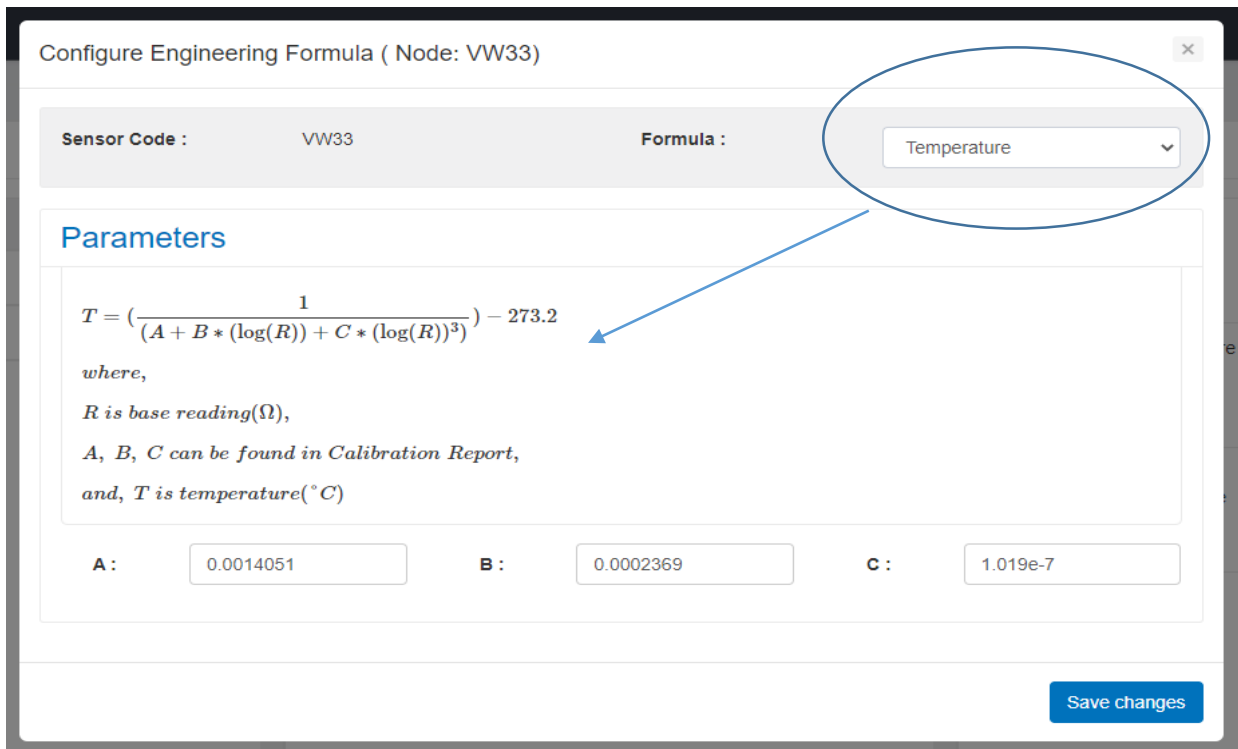 Configure Engineering Formula ( Node: VW33)
×
Sensor Code : VW33 Formula : Temperature
Parameters
T = (1/(A + B * (log(R)) + C * (log(R))³)) − 273.2
where,
R is base reading(Ω),
A, B, C can be found in Calibration Report,
and, T is temperature(°C)
A : 0.0014051 B : 0.0002369 C : 1.019e-7
Save changes
e